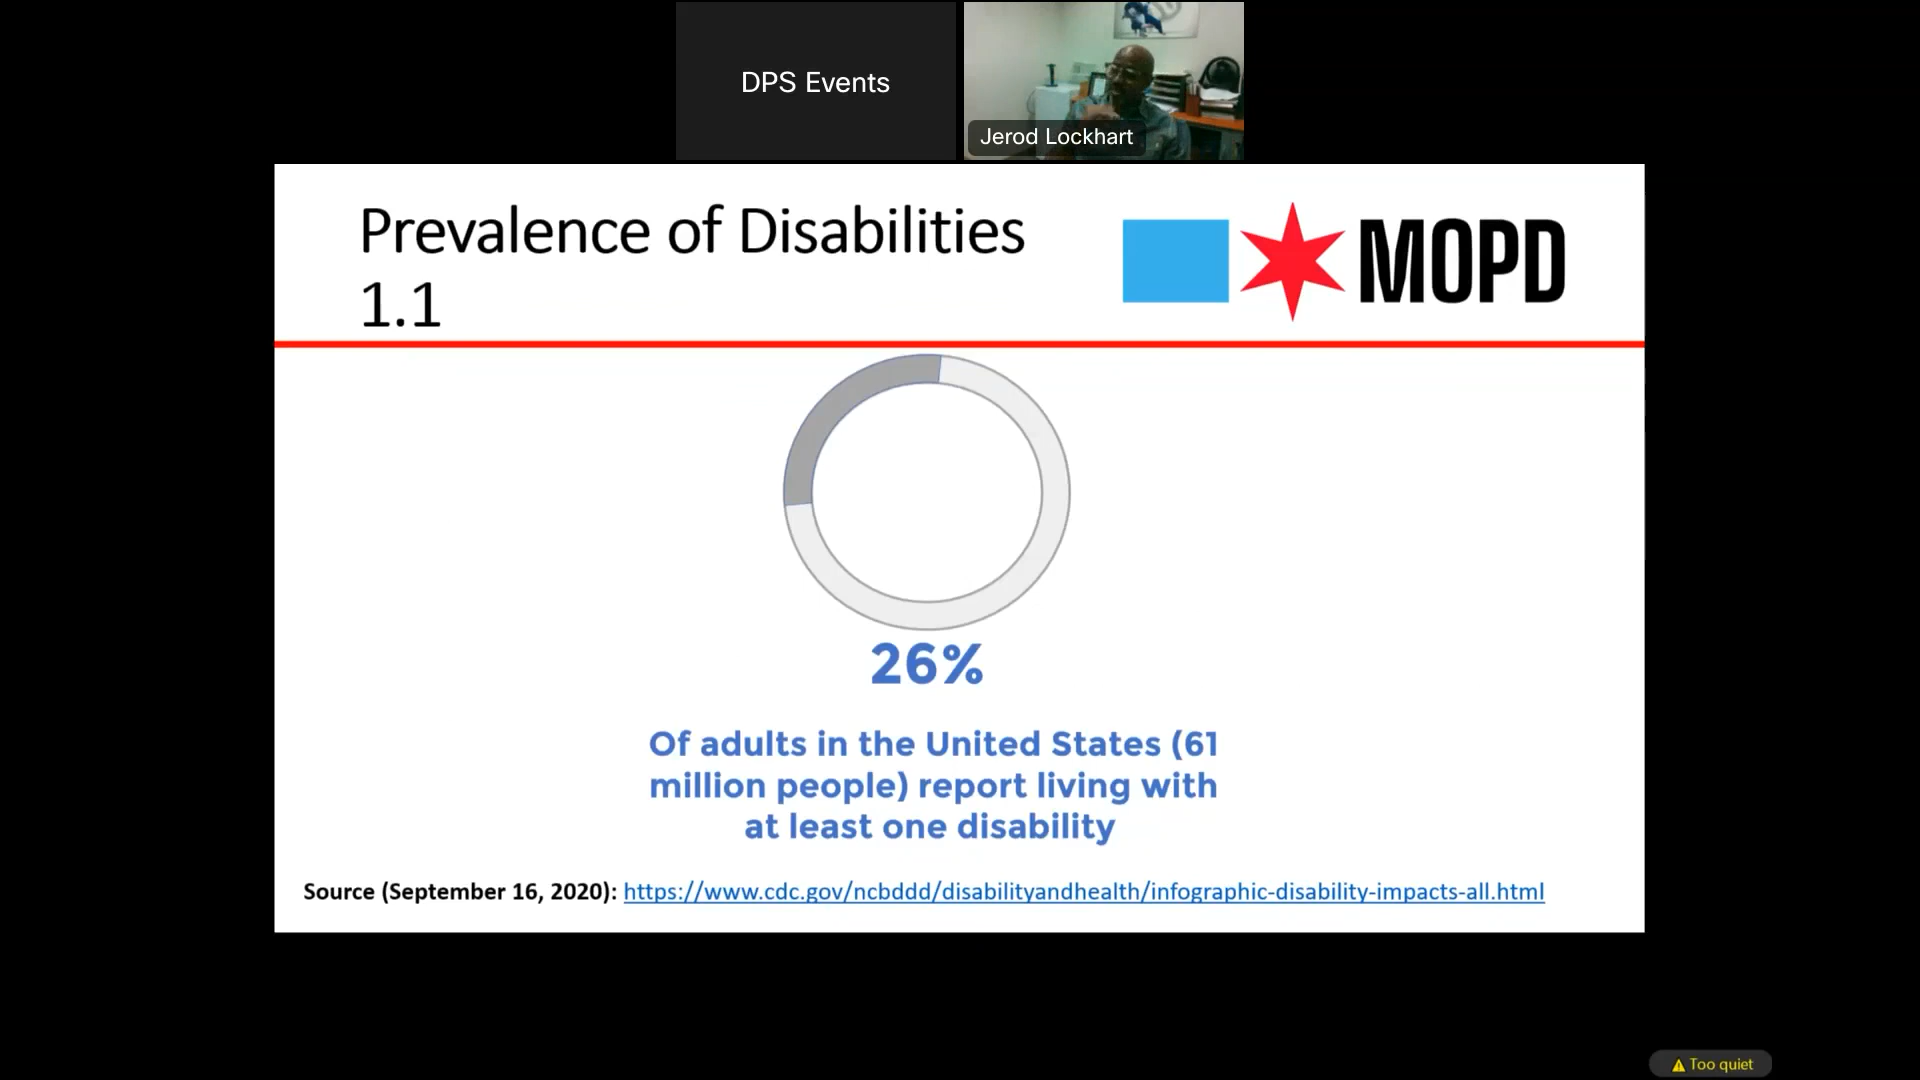 DPS Events
Jerod Lockhart
Prevalence of Disabilities
1.1
MOPD
26%
Of adults in the United States (61
million people) report living with
at least one disability
Source (September 16, 2020): https://www.cdc.gov/ncbddd/disabilityandhealth/infographic-disability-impacts-all.html
Too quiet